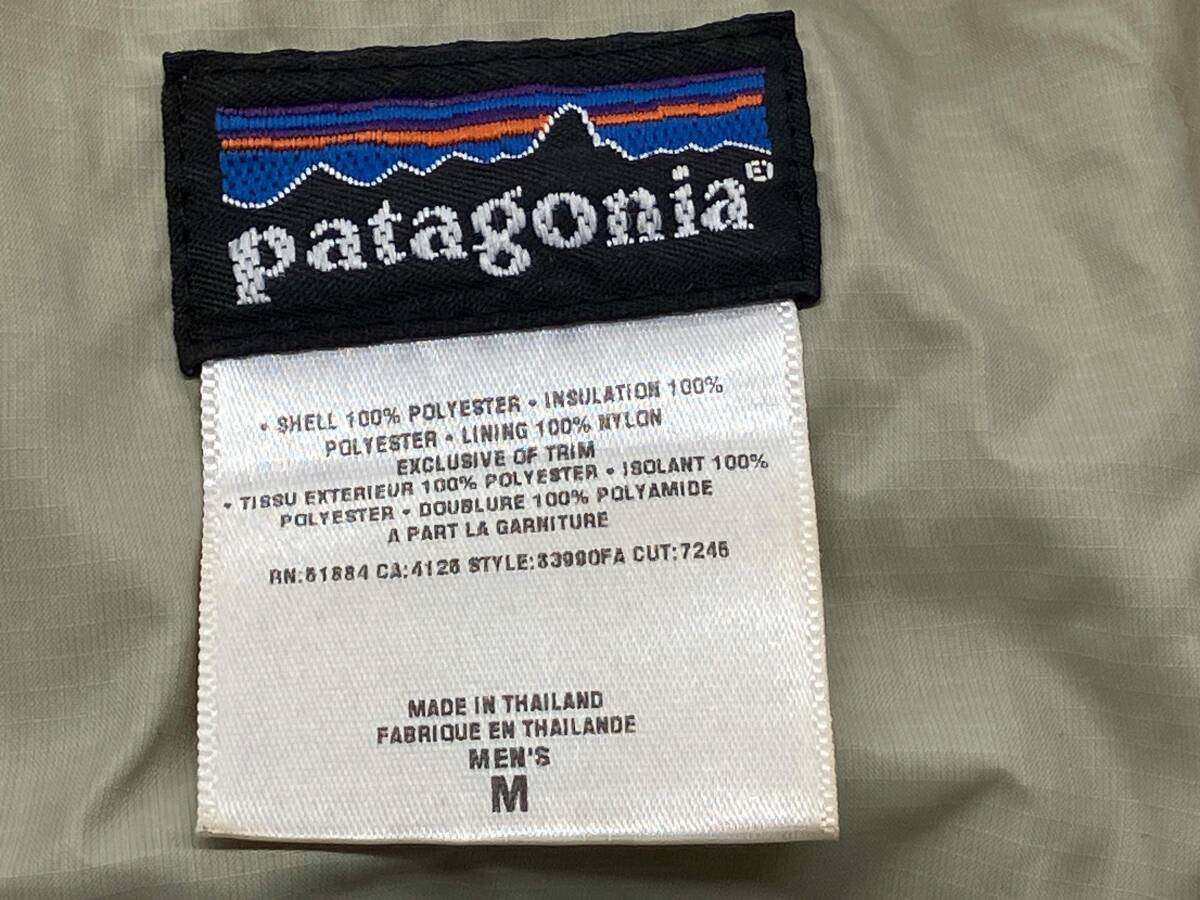 patagonia®
• SHELL 100% POLYESTER • INSULATION 100%
POLYESTER • LINING 100% NYLON
EXCLUSIVE OF TRIM
• TISSU EXTERIEUR 100% POLYESTER • ISOLANT 100%
POLYESTER • DOUBLURE 100% POLYAMIDE
A PART LA GARNITURE
RN:51884 CA:4125 STYLE:83990FA CUT:7245
MADE IN THAILAND
FABRIQUE EN THAILANDE
MEN'S
M